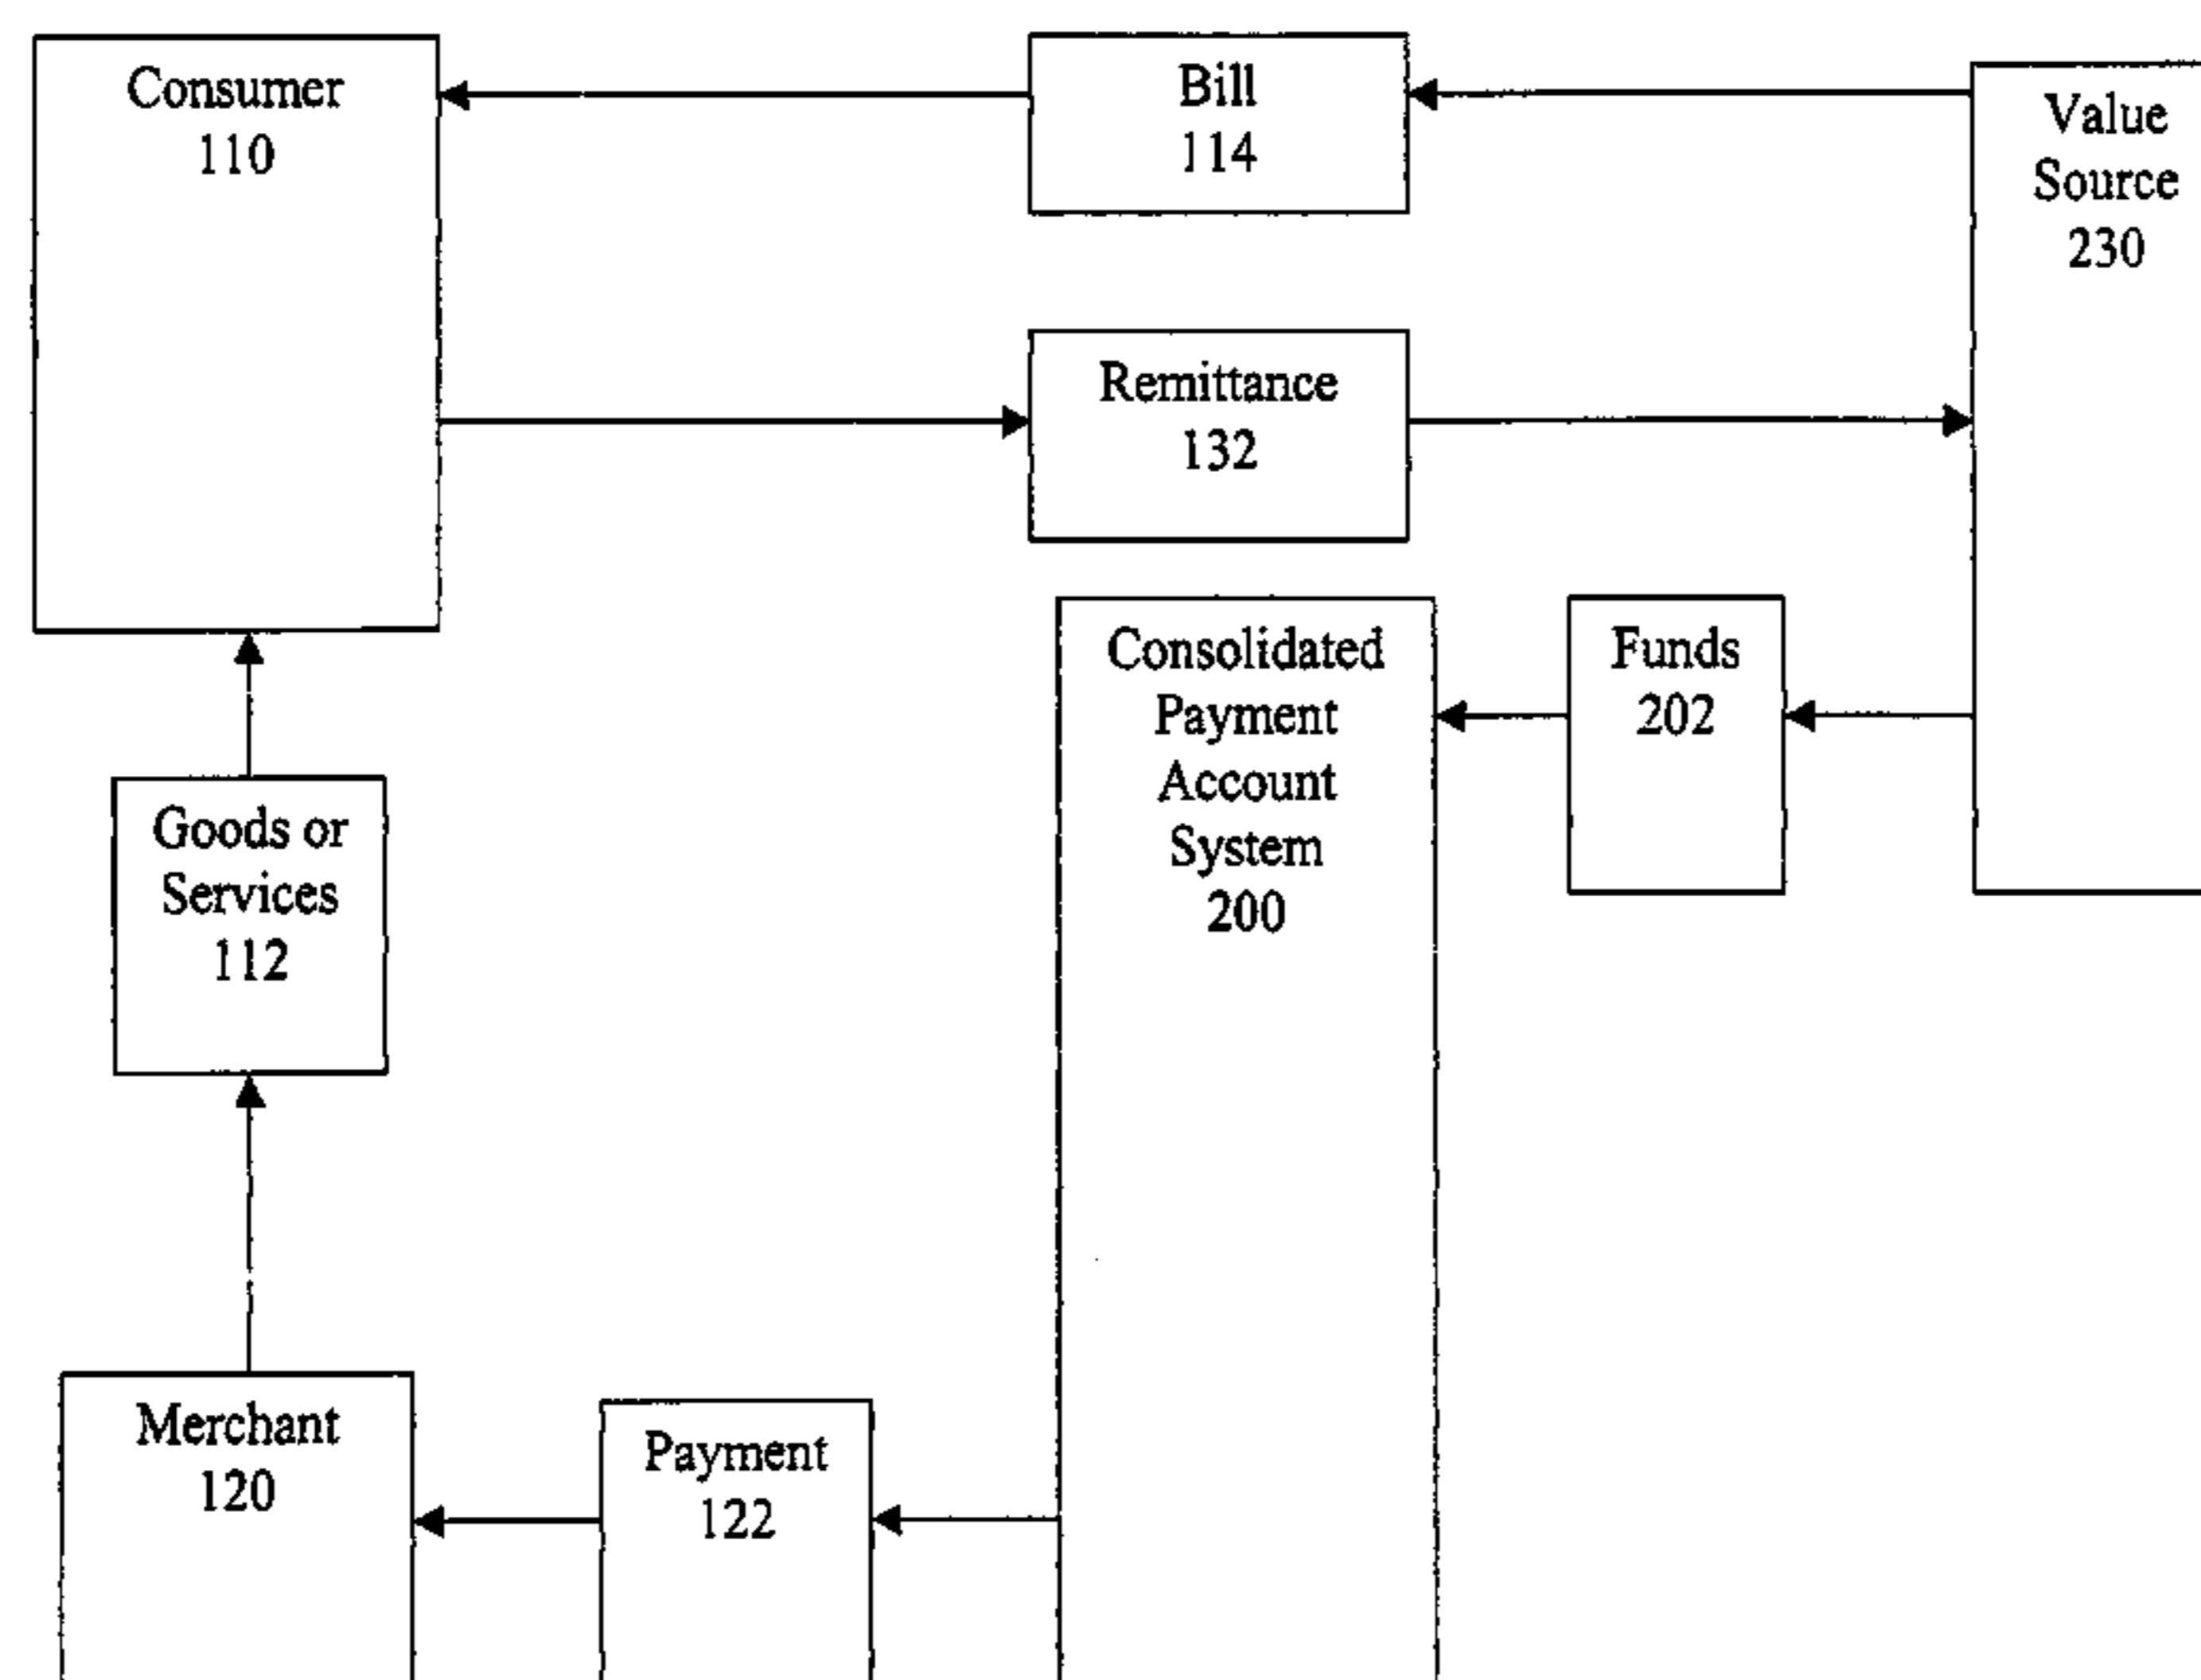 Consumer
110
Bill
114
Value
Source
230
Remittance
132
Consolidated
Payment
Account
System
200
Funds
202
Goods or
Services
112
Merchant
120
Payment
122